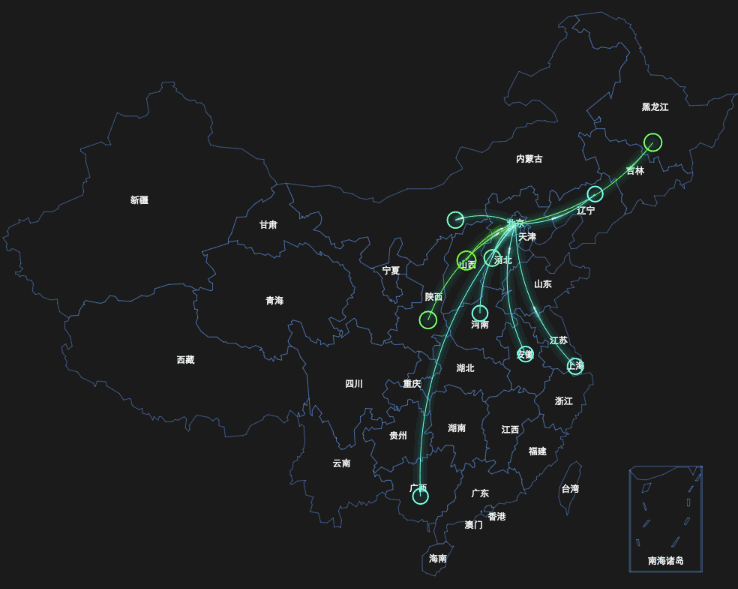 黑龙江
内蒙古
吉林
新疆
辽宁
甘肃
北京
天津
山西
河北
宁夏
山东
陕西
青海
河南
江苏
安徽
西藏
上海
湖北
四川
重庆
浙江
湖南
江西
贵州
福建
云南
广西
台湾
广东
香港
澳门
海南
南海诸岛